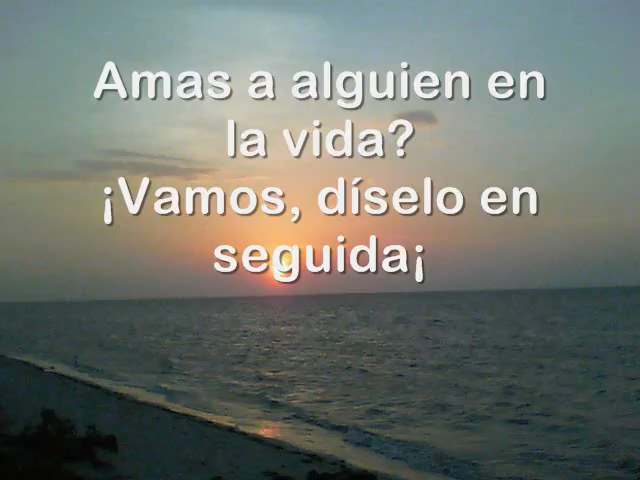 Amas a alguien en
la vida?
¡Vamos, díselo en
seguida¡